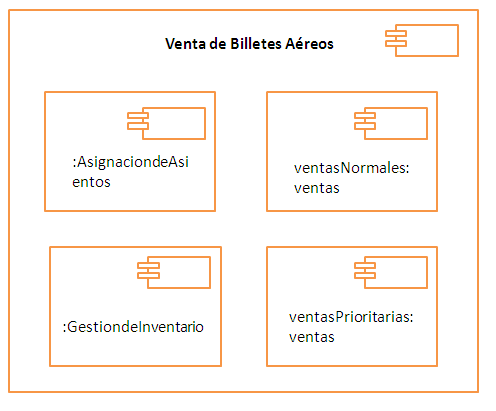 Venta de Billetes Aéreos
:AsignaciondeAsi
entos
ventasNormales:
ventas
:GestiondeInventario
ventasPrioritarias:
ventas